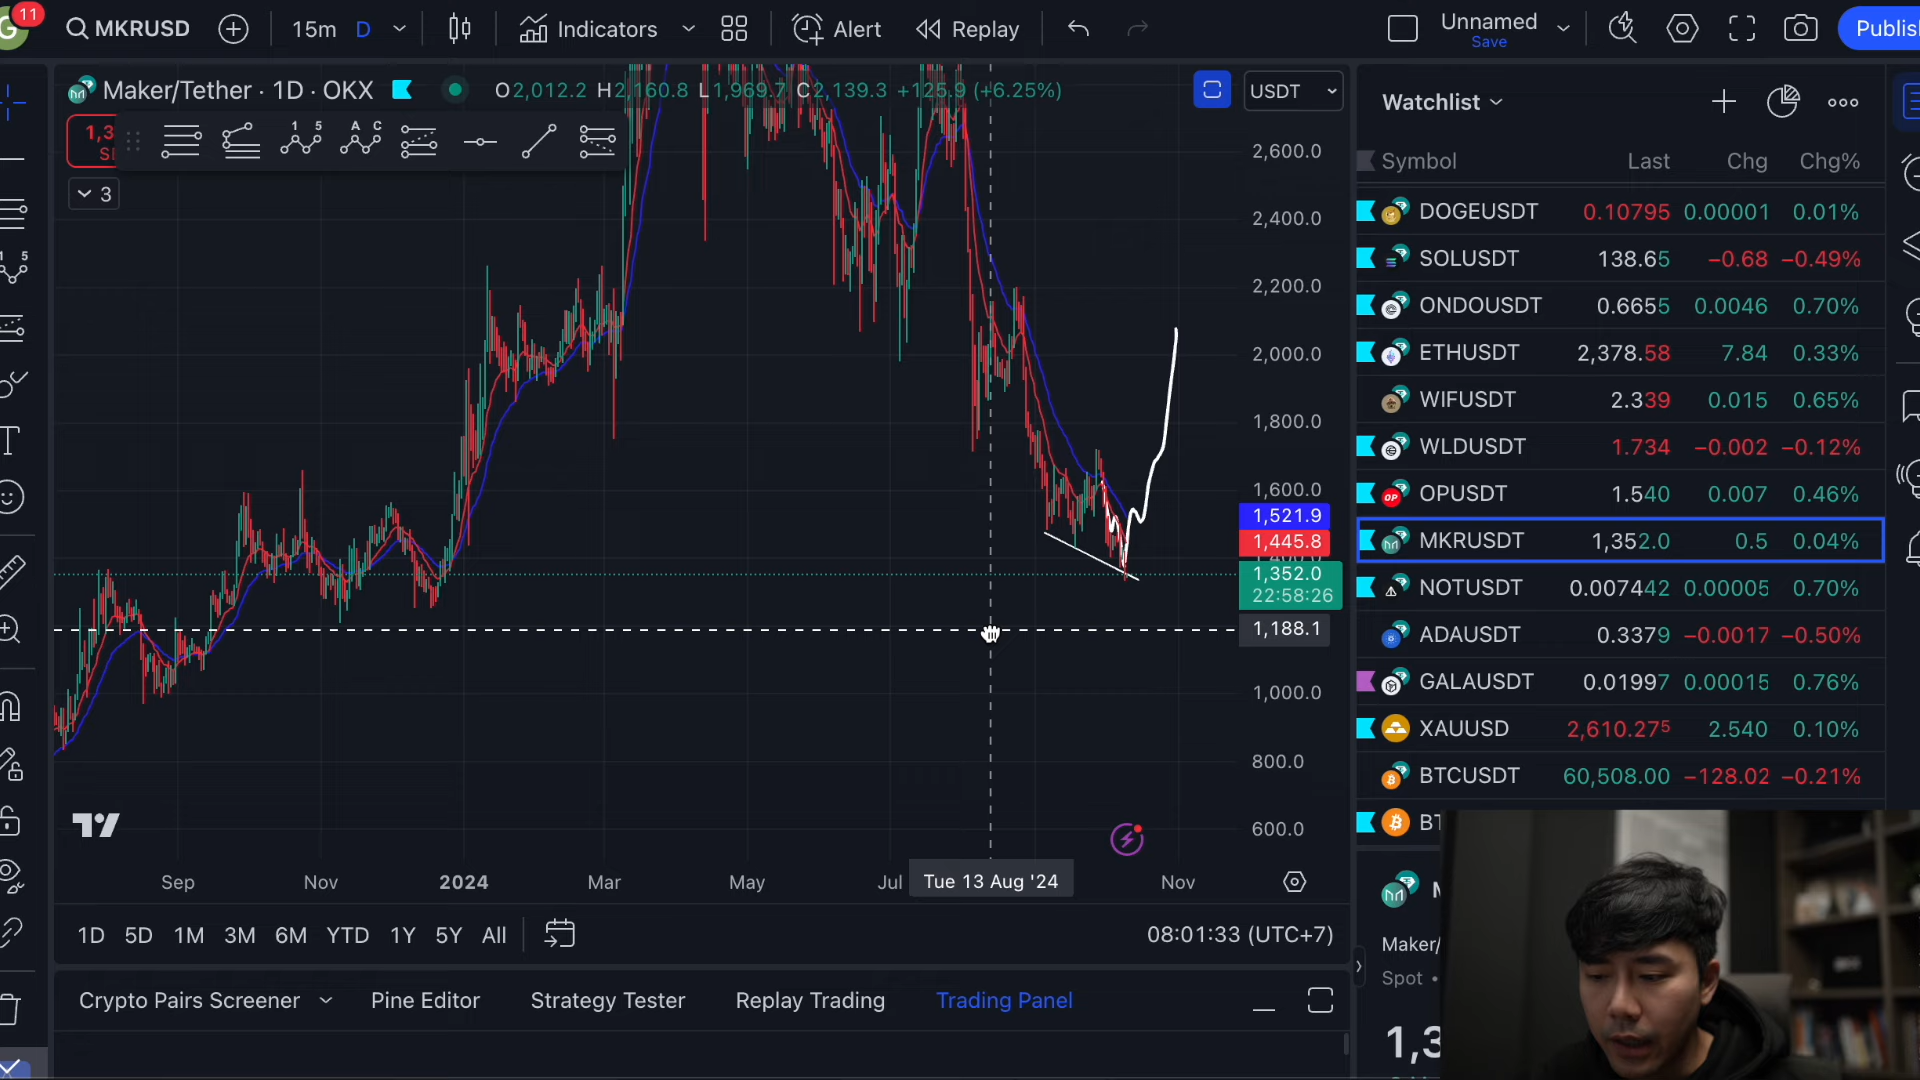 11
G
MKRUSD
15m
D
Indicators
Alert
Replay
Unnamed
Save
Publis
Maker/Tether · 1D · OKX
O2,012.2 H2,160.8 L1,969.7 C2,139.3 +125.9 (+6.25%)
USDT
1,3
1 5
A C
3
2,600.0
2,400.0
2,200.0
2,000.0
1,800.0
1,600.0
1,521.9
1,445.8
1,352.0
22:58:26
1,188.1
1,000.0
800.0
600.0
Sep
Nov
2024
Mar
May
Jul
Tue 13 Aug '24
Nov
1D
5D
1M
3M
6M
YTD
1Y
5Y
All
08:01:33 (UTC+7)
Crypto Pairs Screener
Pine Editor
Strategy Tester
Replay Trading
Trading Panel
Watchlist
Symbol Last Chg Chg%
DOGEUSDT 0.10795 0.00001 0.01%
SOLUSDT 138.65 −0.68 −0.49%
ONDOUSDT 0.6655 0.0046 0.70%
ETHUSDT 2,378.58 7.84 0.33%
WIFUSDT 2.339 0.015 0.65%
WLDUSDT 1.734 −0.002 −0.12%
OPUSDT 1.540 0.007 0.46%
MKRUSDT 1,352.0 0.5 0.04%
NOTUSDT 0.007442 0.00005 0.70%
ADAUSDT 0.3379 −0.0017 −0.50%
GALAUSDT 0.01997 0.00015 0.76%
XAUUSD 2,610.275 2.540 0.10%
BTCUSDT 60,508.00 −128.02 −0.21%
BT
Maker/
Spot •
1,3